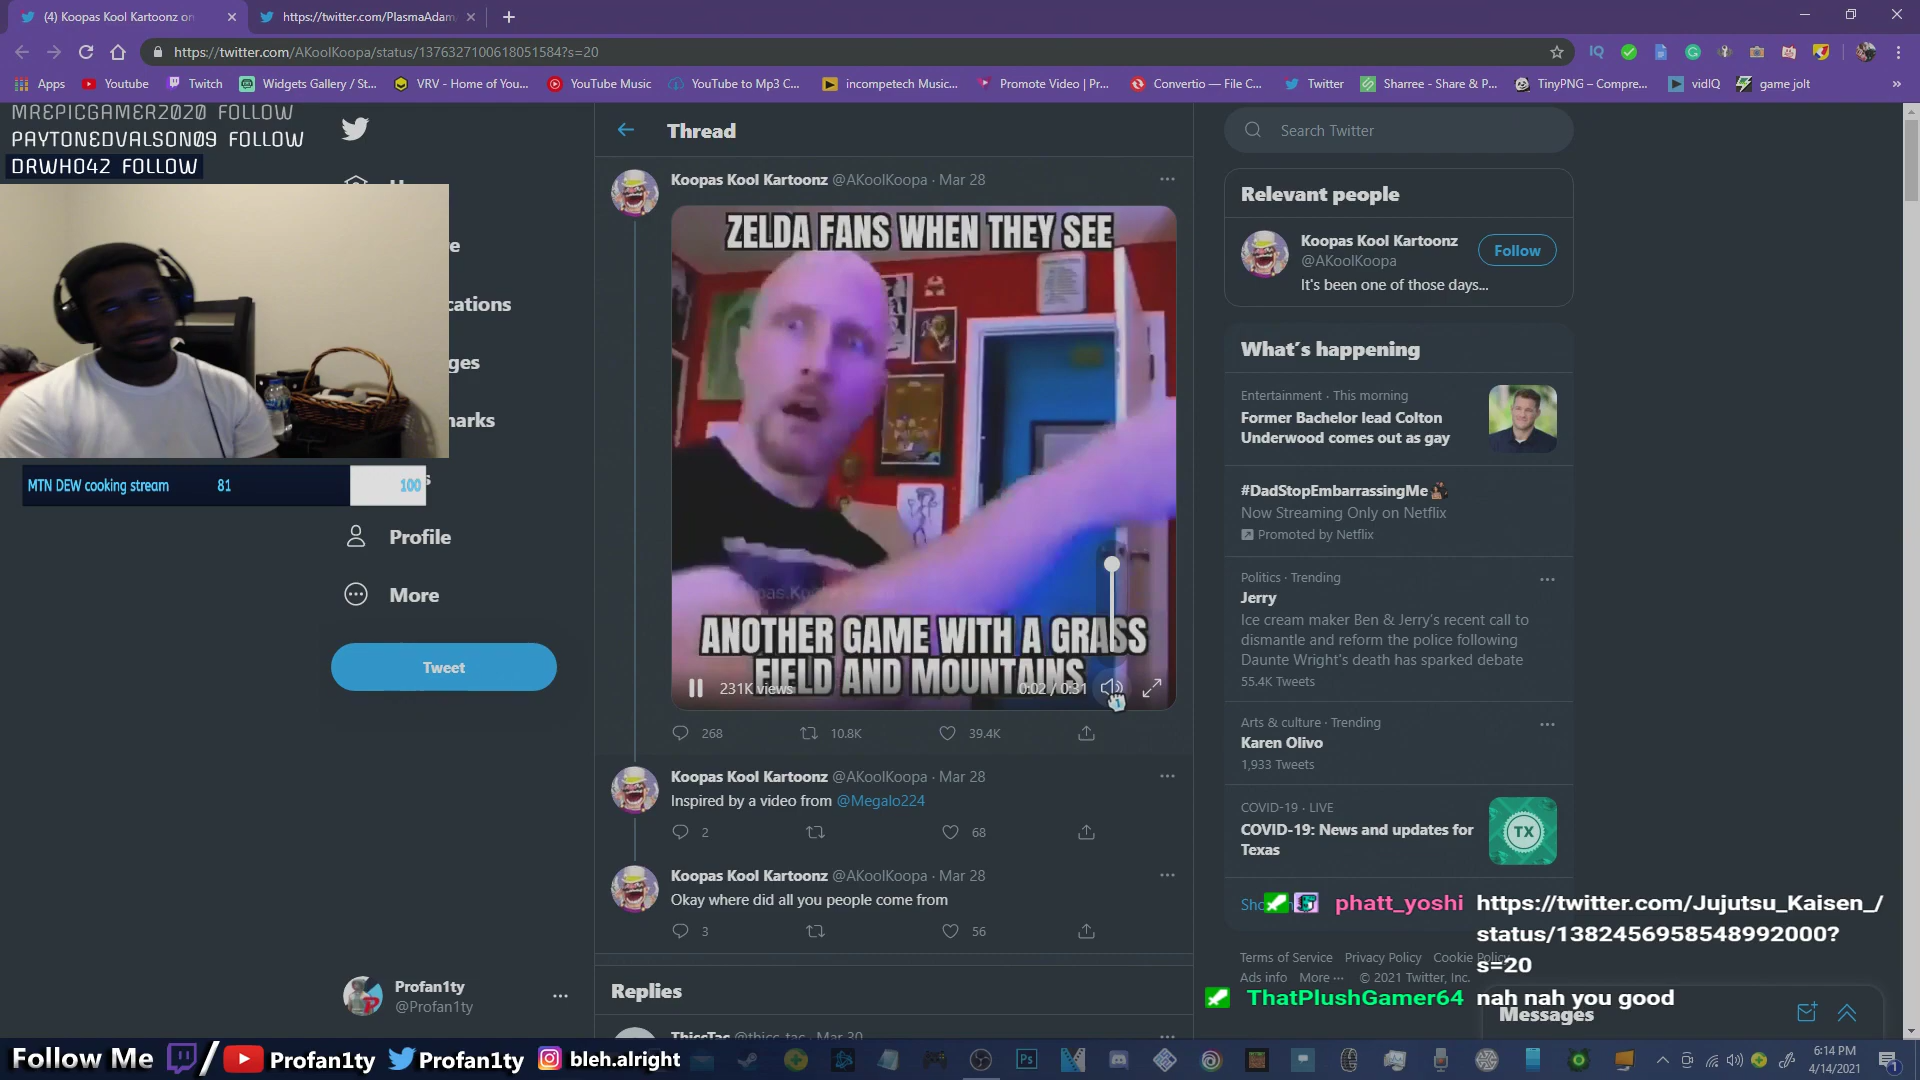 (4) Koopas Kool Kartoonz on
https://twitter.com/PlasmaAdam
https://twitter.com/AKoolKoopa/status/1376327100618051584?s=20
Apps
Youtube
Twitch
Widgets Gallery / St...
VRV - Home of You...
YouTube Music
YouTube to Mp3 C...
incompetech Music...
Promote Video | Pr...
Convertio — File C...
Twitter
Sharree - Share & P...
TinyPNG – Compre...
vidIQ
game jolt
MREPICGAMER2020 FOLLOW
PAYTONEDVALSON09 FOLLOW
DRWHO42 FOLLOW
cations
ges
narks
MTN DEW cooking stream 81 100
Profile
More
Tweet
Profan1ty
@Profan1ty
Thread
Koopas Kool Kartoonz @AKoolKoopa · Mar 28
ZELDA FANS WHEN THEY SEE
ANOTHER GAME WITH A GRASS
FIELD AND MOUNTAINS
231K views
0:02 / 0:31
268 10.8K 39.4K
Koopas Kool Kartoonz @AKoolKoopa · Mar 28
Inspired by a video from @Megalo224
2 68
Koopas Kool Kartoonz @AKoolKoopa · Mar 28
Okay where did all you people come from
3 56
Replies
ThiccTac @thicc_tac · Mar 30
Search Twitter
Relevant people
Koopas Kool Kartoonz
@AKoolKoopa
Follow
It's been one of those days...
What's happening
Entertainment · This morning
Former Bachelor lead Colton
Underwood comes out as gay
#DadStopEmbarrassingMe
Now Streaming Only on Netflix
Promoted by Netflix
Politics · Trending
Jerry
Ice cream maker Ben & Jerry's recent call to
dismantle and reform the police following
Daunte Wright's death has sparked debate
55.4K Tweets
Arts & culture · Trending
Karen Olivo
1,933 Tweets
COVID-19 · LIVE
COVID-19: News and updates for
Texas
TX
phatt_yoshi https://twitter.com/Jujutsu_Kaisen_/
status/1382456958548992000?
s=20
Terms of Service Privacy Policy Cookie Policy
Ads info More ··· © 2021 Twitter, Inc.
ThatPlushGamer64 nah nah you good
Messages
Follow Me / Profan1ty Profan1ty bleh.alright
6:14 PM
4/14/2021